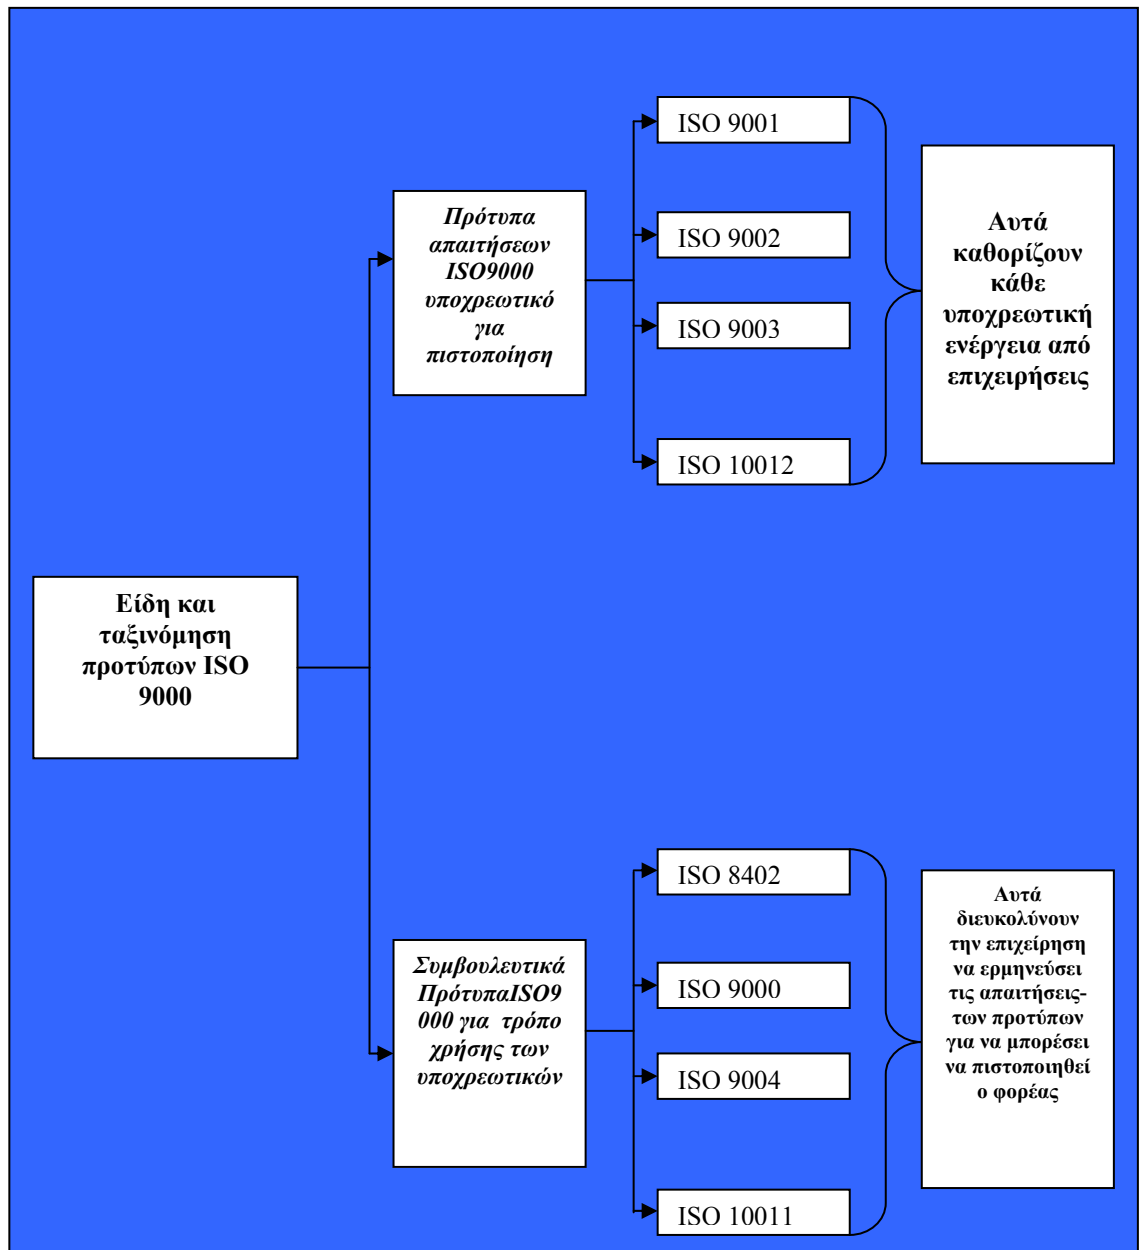 Είδη και
ταξινόμηση
προτύπων ISO
9000
Πρότυπα
απαιτήσεων
ISO9000
υποχρεωτικό
για
πιστοποίηση
ISO 9001
ISO 9002
ISO 9003
ISO 10012
Αυτά
καθορίζουν
κάθε
υποχρεωτική
ενέργεια από
επιχειρήσεις
Συμβουλευτικά
ΠρότυπαISO9
000 για τρόπο
χρήσης των
υποχρεωτικών
ISO 8402
ISO 9000
ISO 9004
ISO 10011
Αυτά
διευκολύνουν
την επιχείρηση
να ερμηνεύσει
τις απαιτήσεις-
των προτύπων
για να μπορέσει
να πιστοποιηθεί
ο φορέας